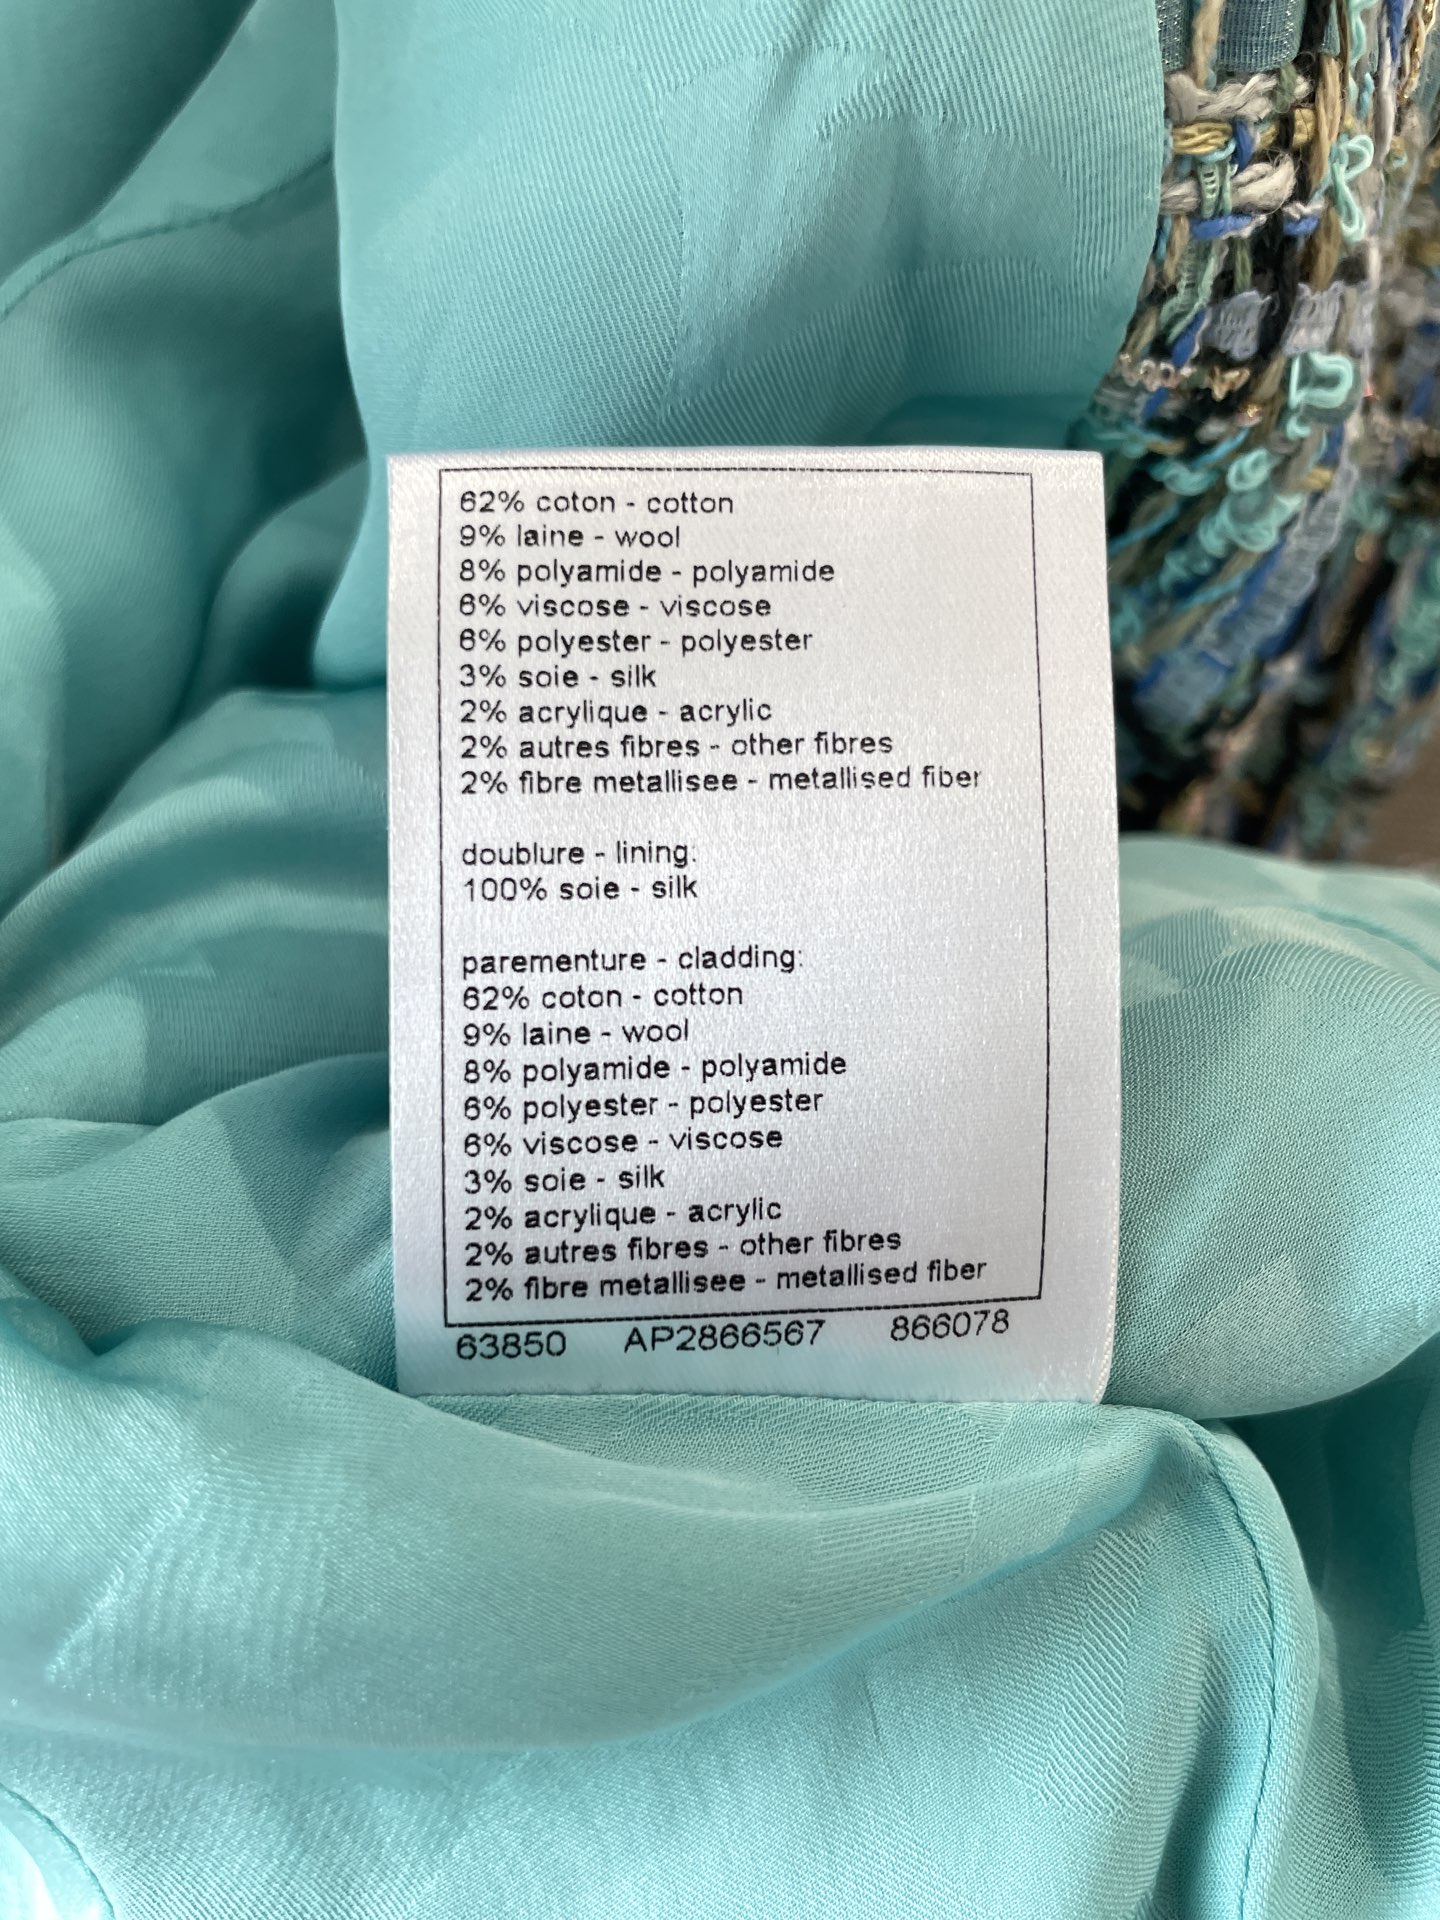 62% coton - cotton
9% laine - wool
8% polyamide - polyamide
6% viscose - viscose
6% polyester - polyester
3% soie - silk
2% acrylique - acrylic
2% autres fibres - other fibres
2% fibre metallisee - metallised fiber
doublure - lining:
100% soie - silk
parementure - cladding:
62% coton - cotton
9% laine - wool
8% polyamide - polyamide
6% polyester - polyester
6% viscose - viscose
3% soie - silk
2% acrylique - acrylic
2% autres fibres - other fibres
2% fibre metallisee - metallised fiber
63850 AP2866567 866078